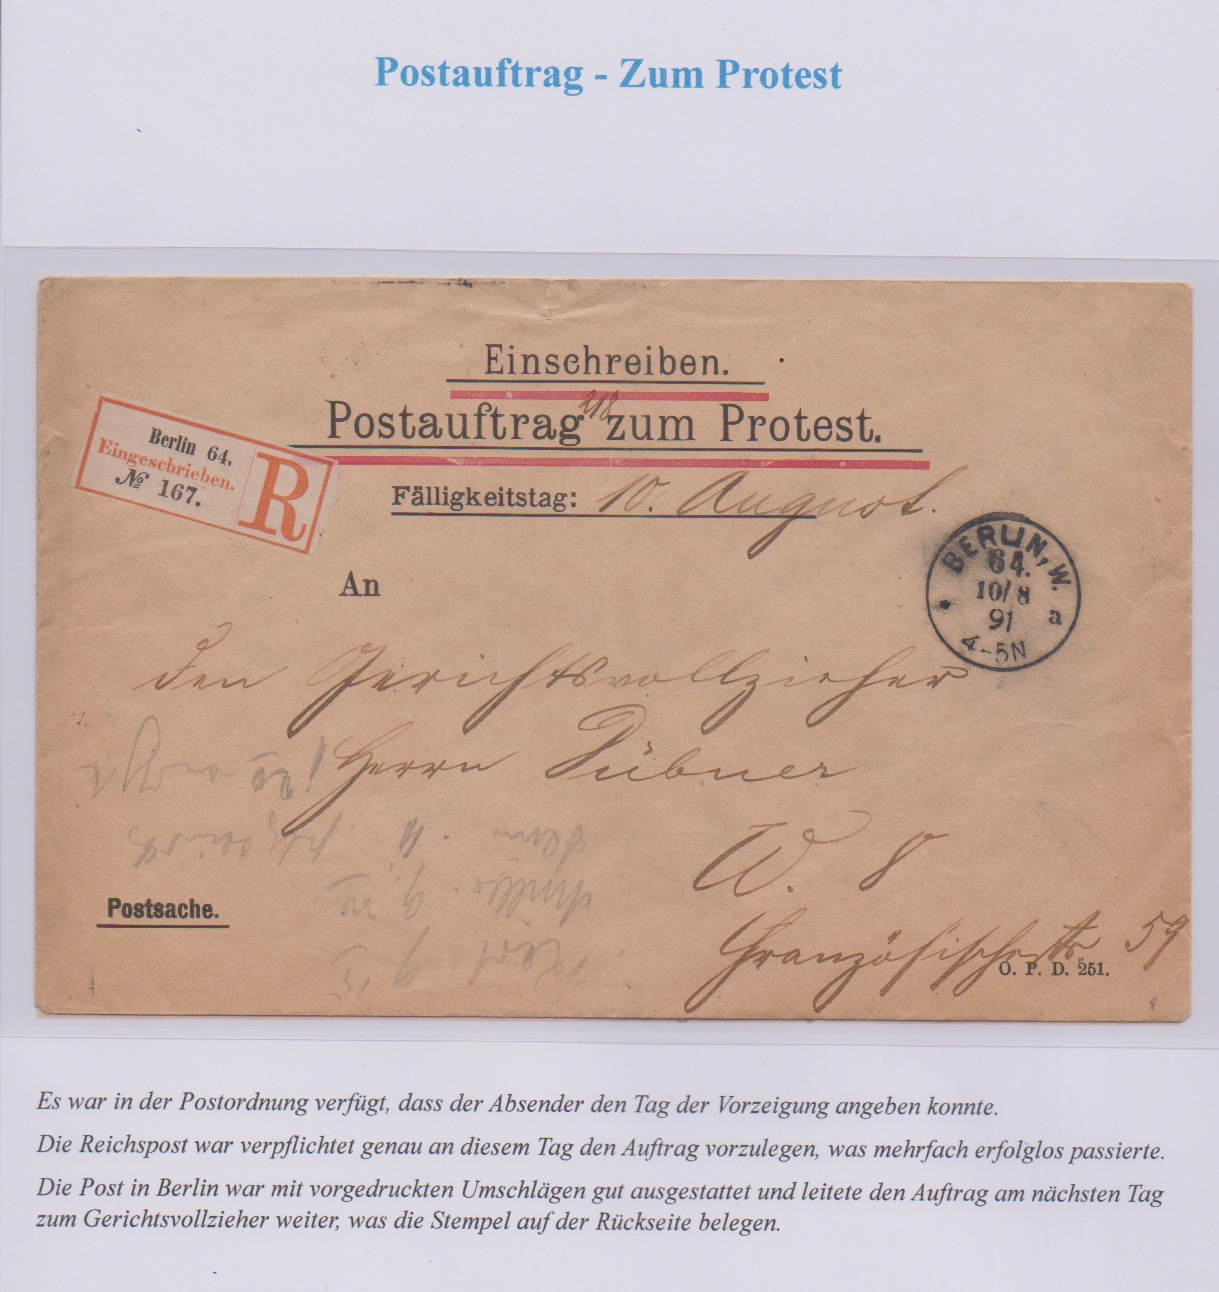 Postauftrag - Zum Protest
Einschreiben.
218
Postauftrag zum Protest.
Berlin 64.
Eingeschrieben.
№ 167.
R
Fälligkeitstag: 10. August.
BERLIN, W.
64.
10/8
91
a
4-5N
An
den Gerichtsvollzieher
Herrn Dübner
W. 8
Postsache.
Französischestr 59
O. P. D. 251.
Es war in der Postordnung verfügt, dass der Absender den Tag der Vorzeigung angeben konnte.
Die Reichspost war verpflichtet genau an diesem Tag den Auftrag vorzulegen, was mehrfach erfolglos passierte.
Die Post in Berlin war mit vorgedruckten Umschlägen gut ausgestattet und leitete den Auftrag am nächsten Tag
zum Gerichtsvollzieher weiter, was die Stempel auf der Rückseite belegen.